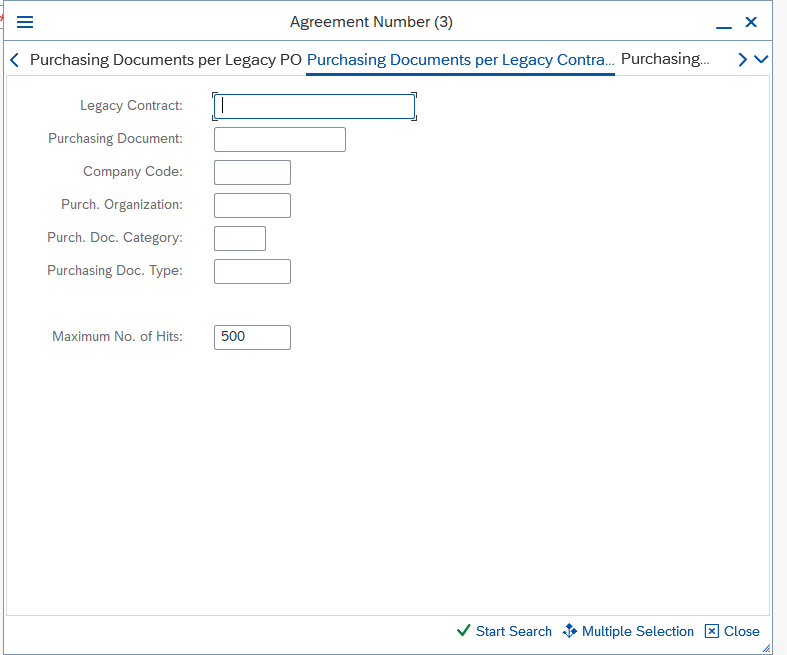 Agreement Number (3)
Purchasing Documents per Legacy PO Purchasing Documents per Legacy Contra... Purchasing...
Legacy Contract:
Purchasing Document:
Company Code:
Purch. Organization:
Purch. Doc. Category:
Purchasing Doc. Type:
Maximum No. of Hits: 500
Start Search Multiple Selection Close